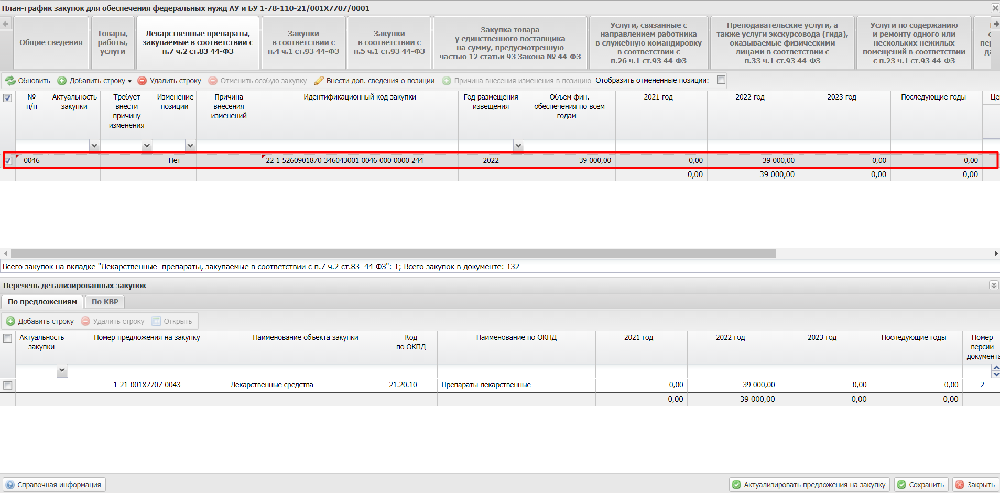 План-график закупок для обеспечения федеральных нужд АУ и БУ 1-78-110-21/001Х7707/0001
Общие сведения
Товары,
работы,
услуги
Лекарственные препараты,
закупаемые в соответствии с
п.7 ч.2 ст.83 44-ФЗ
Закупки
в соответствии с
п.4 ч.1 ст.93 44-ФЗ
Закупки
в соответствии с
п.5 ч.1 ст.93 44-ФЗ
Закупка товара
у единственного поставщика
на сумму, предусмотренную
частью 12 статьи 93 Закона № 44-ФЗ
Услуги, связанные с
направлением работника
в служебную командировку
в соответствии с
п.26 ч.1 ст.93 44-ФЗ
Преподавательские услуги, а
также услуги экскурсовода (гида),
оказываемые физическими
лицами в соответствии с
п.33 ч.1 ст.93 44-ФЗ
Услуги по содержанию
и ремонту одного или
нескольких нежилых
помещений в соответствии
с п.23 ч.1 ст.93 44-ФЗ
Обновить Добавить строку Удалить строку Отменить особую закупку Внести доп. сведения о позиции Причина внесения изменения в позицию Отобразить отменённые позиции:
№
п/п
Актуальность
закупки
Требует
внести
причину
изменения
Изменение
позиции
Причина
внесения
изменений
Идентификационный код закупки
Год размещения
извещения
Объем фин.
обеспечения по всем
годам
2021 год
2022 год
2023 год
Последующие годы
Це
0046 Нет 22 1 5260901870 346043001 0046 000 0000 244 2022 39 000,00 0,00 39 000,00 0,00 0,00
0,00 39 000,00 0,00 0,00
Всего закупок на вкладке "Лекарственные препараты, закупаемые в соответствии с п.7 ч.2 ст.83 44-ФЗ": 1; Всего закупок в документе: 132
Перечень детализированных закупок
По предложениям По КВР
Добавить строку Удалить строку Открыть
Актуальность
закупки
Номер предложения на закупку
Наименование объекта закупки
Код
по ОКПД
Наименование по ОКПД
2021 год
2022 год
2023 год
Последующие годы
Номер
версии
документа
1-21-001Х7707-0043 Лекарственные средства 21.20.10 Препараты лекарственные 0,00 39 000,00 0,00 0,00 2
0,00 39 000,00 0,00 0,00
Справочная информация Актуализировать предложения на закупку Сохранить Закрыть